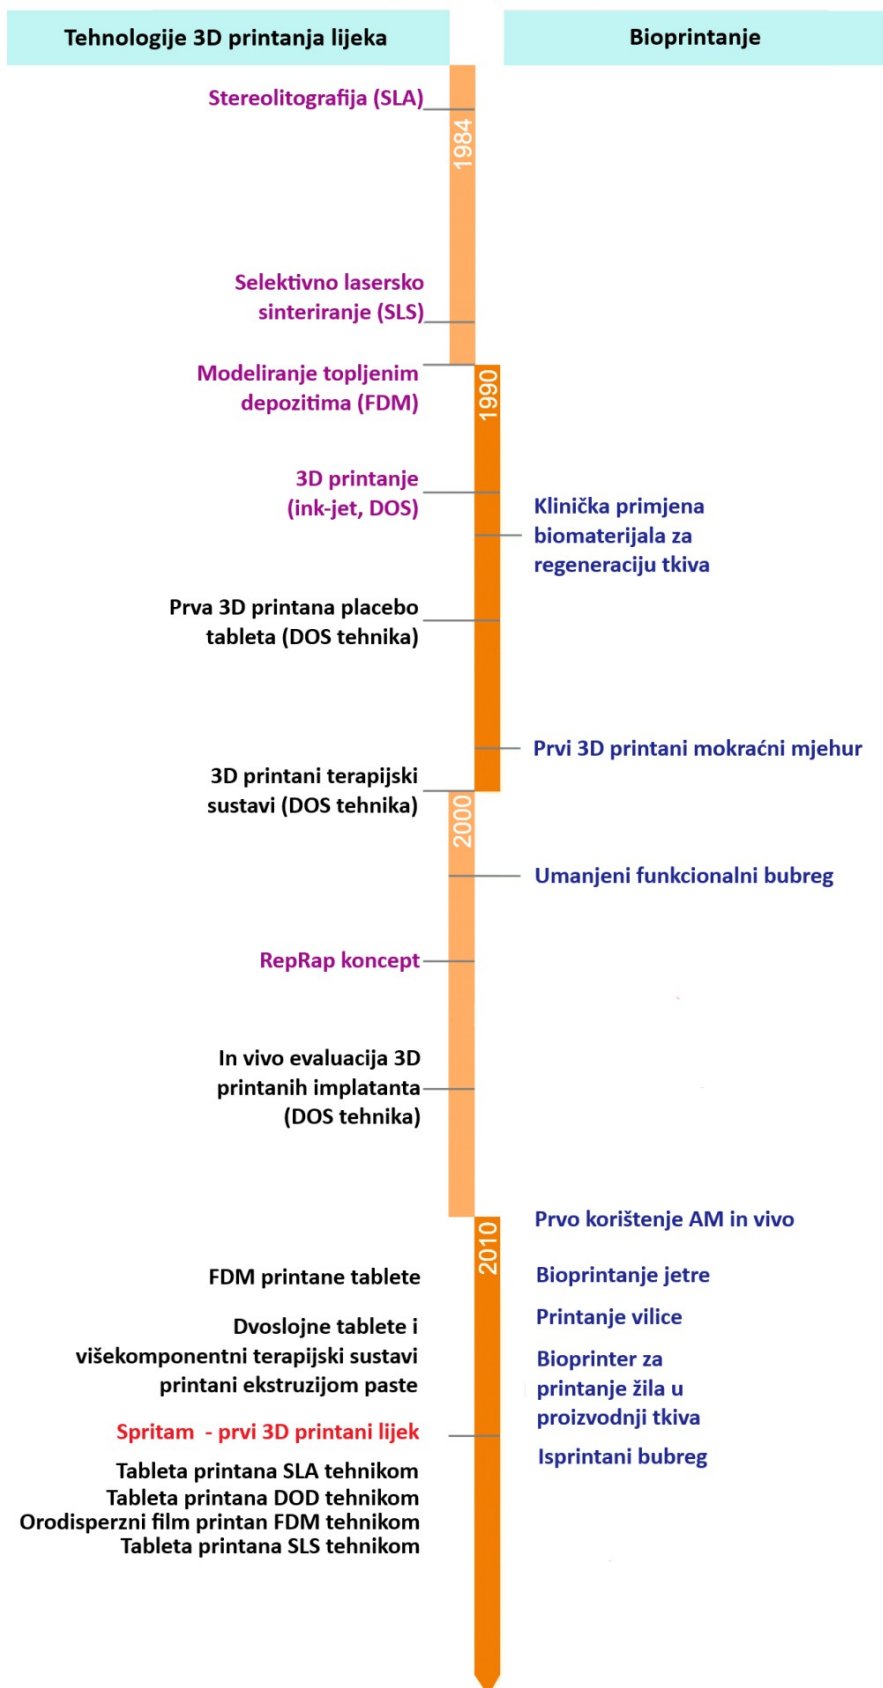 Tehnologije 3D printanja lijeka
Bioprintanje
Stereolitografija (SLA)
1984
Selektivno lasersko
sinteriranje (SLS)
Modeliranje topljenim
depozitima (FDM)
1990
3D printanje
(ink-jet, DOS)
Klinička primjena
biomaterijala za
regeneraciju tkiva
Prva 3D printana placebo
tableta (DOS tehnika)
Prvi 3D printani mokraćni mjehur
3D printani terapijski
sustavi (DOS tehnika)
2000
Umanjeni funkcionalni bubreg
RepRap koncept
In vivo evaluacija 3D
printanih implatanta
(DOS tehnika)
Prvo korištenje AM in vivo
2010
FDM printane tablete
Bioprintanje jetre
Dvoslojne tablete i
višekomponentni terapijski sustavi
printani ekstruzijom paste
Printanje vilice
Bioprinter za
printanje žila u
proizvodnji tkiva
Spritam - prvi 3D printani lijek
Isprintani bubreg
Tableta printana SLA tehnikom
Tableta printana DOD tehnikom
Orodisperzni film printan FDM tehnikom
Tableta printana SLS tehnikom